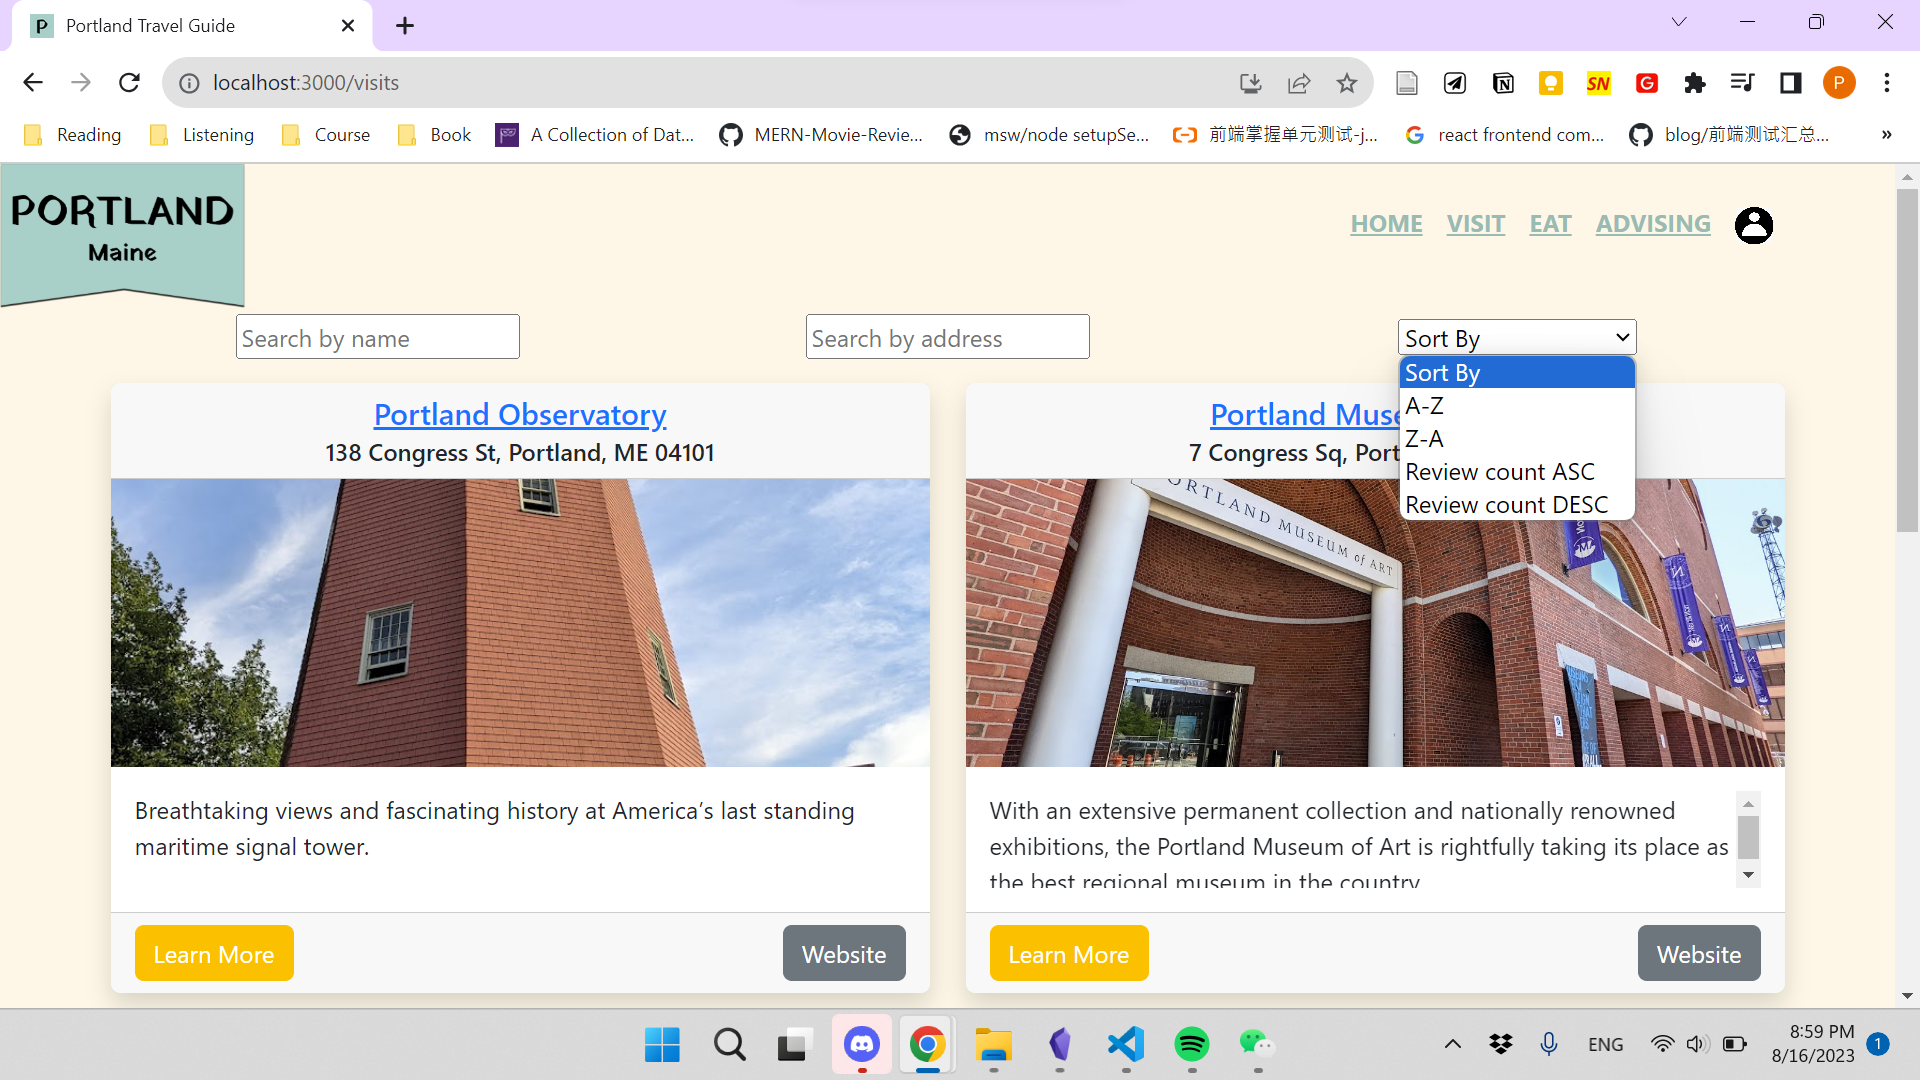 P Portland Travel Guide
localhost:3000/visits
SN G P
Reading Listening Course Book A Collection of Dat... MERN-Movie-Revie... msw/node setupSe... 前端掌握单元测试-j... react frontend com... blog/前端测试汇总... »
PORTLAND
Maine
HOME VISIT EAT ADVISING
Search by name Search by address Sort By
Sort By
A-Z
Z-A
Review count ASC
Review count DESC
Portland Observatory
138 Congress St, Portland, ME 04101
Portland Muse
7 Congress Sq, Port
PORTLAND MUSEUM of ART
Breathtaking views and fascinating history at America’s last standing
maritime signal tower.
With an extensive permanent collection and nationally renowned
exhibitions, the Portland Museum of Art is rightfully taking its place as
the best regional museum in the country
Learn More Website
Learn More Website
ENG
8:59 PM
8/16/2023
1